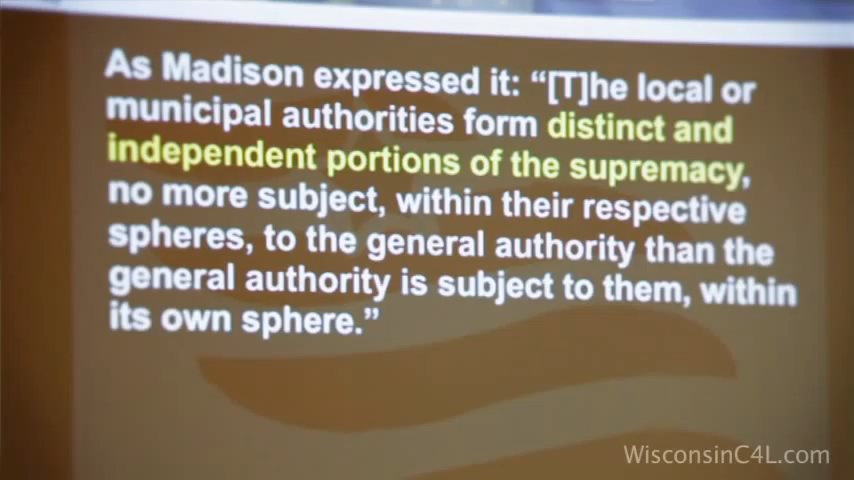 As Madison expressed it: “[T]he local or
municipal authorities form distinct and
independent portions of the supremacy,
no more subject, within their respective
spheres, to the general authority than the
general authority is subject to them, within
its own sphere.”
WisconsinC4L.com